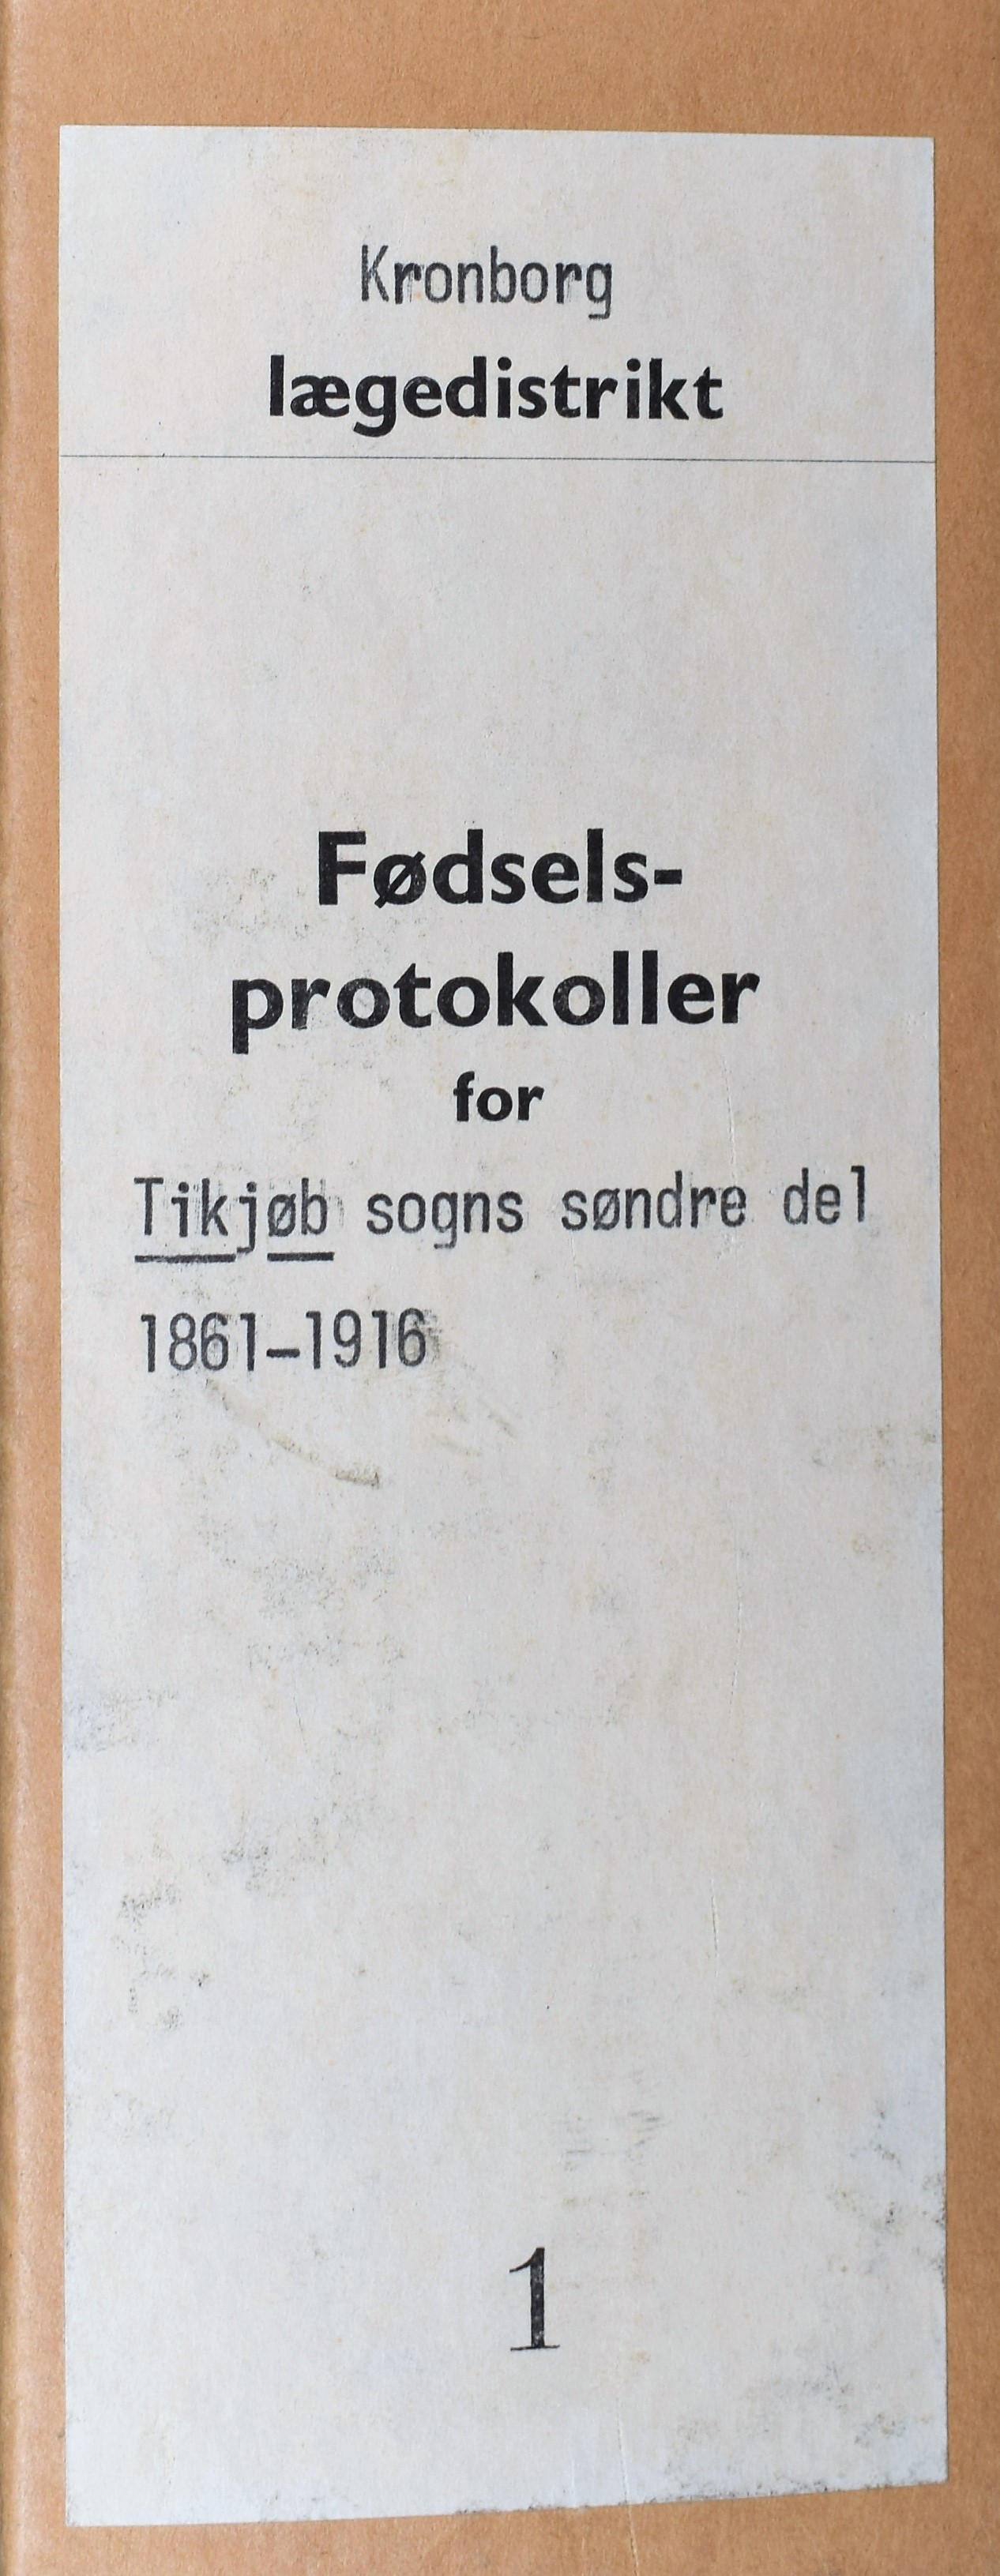 Kronborg
lægedistrikt
Fødsels-
protokoller
for
Tikjøb sogns søndre del
1861-1916
1